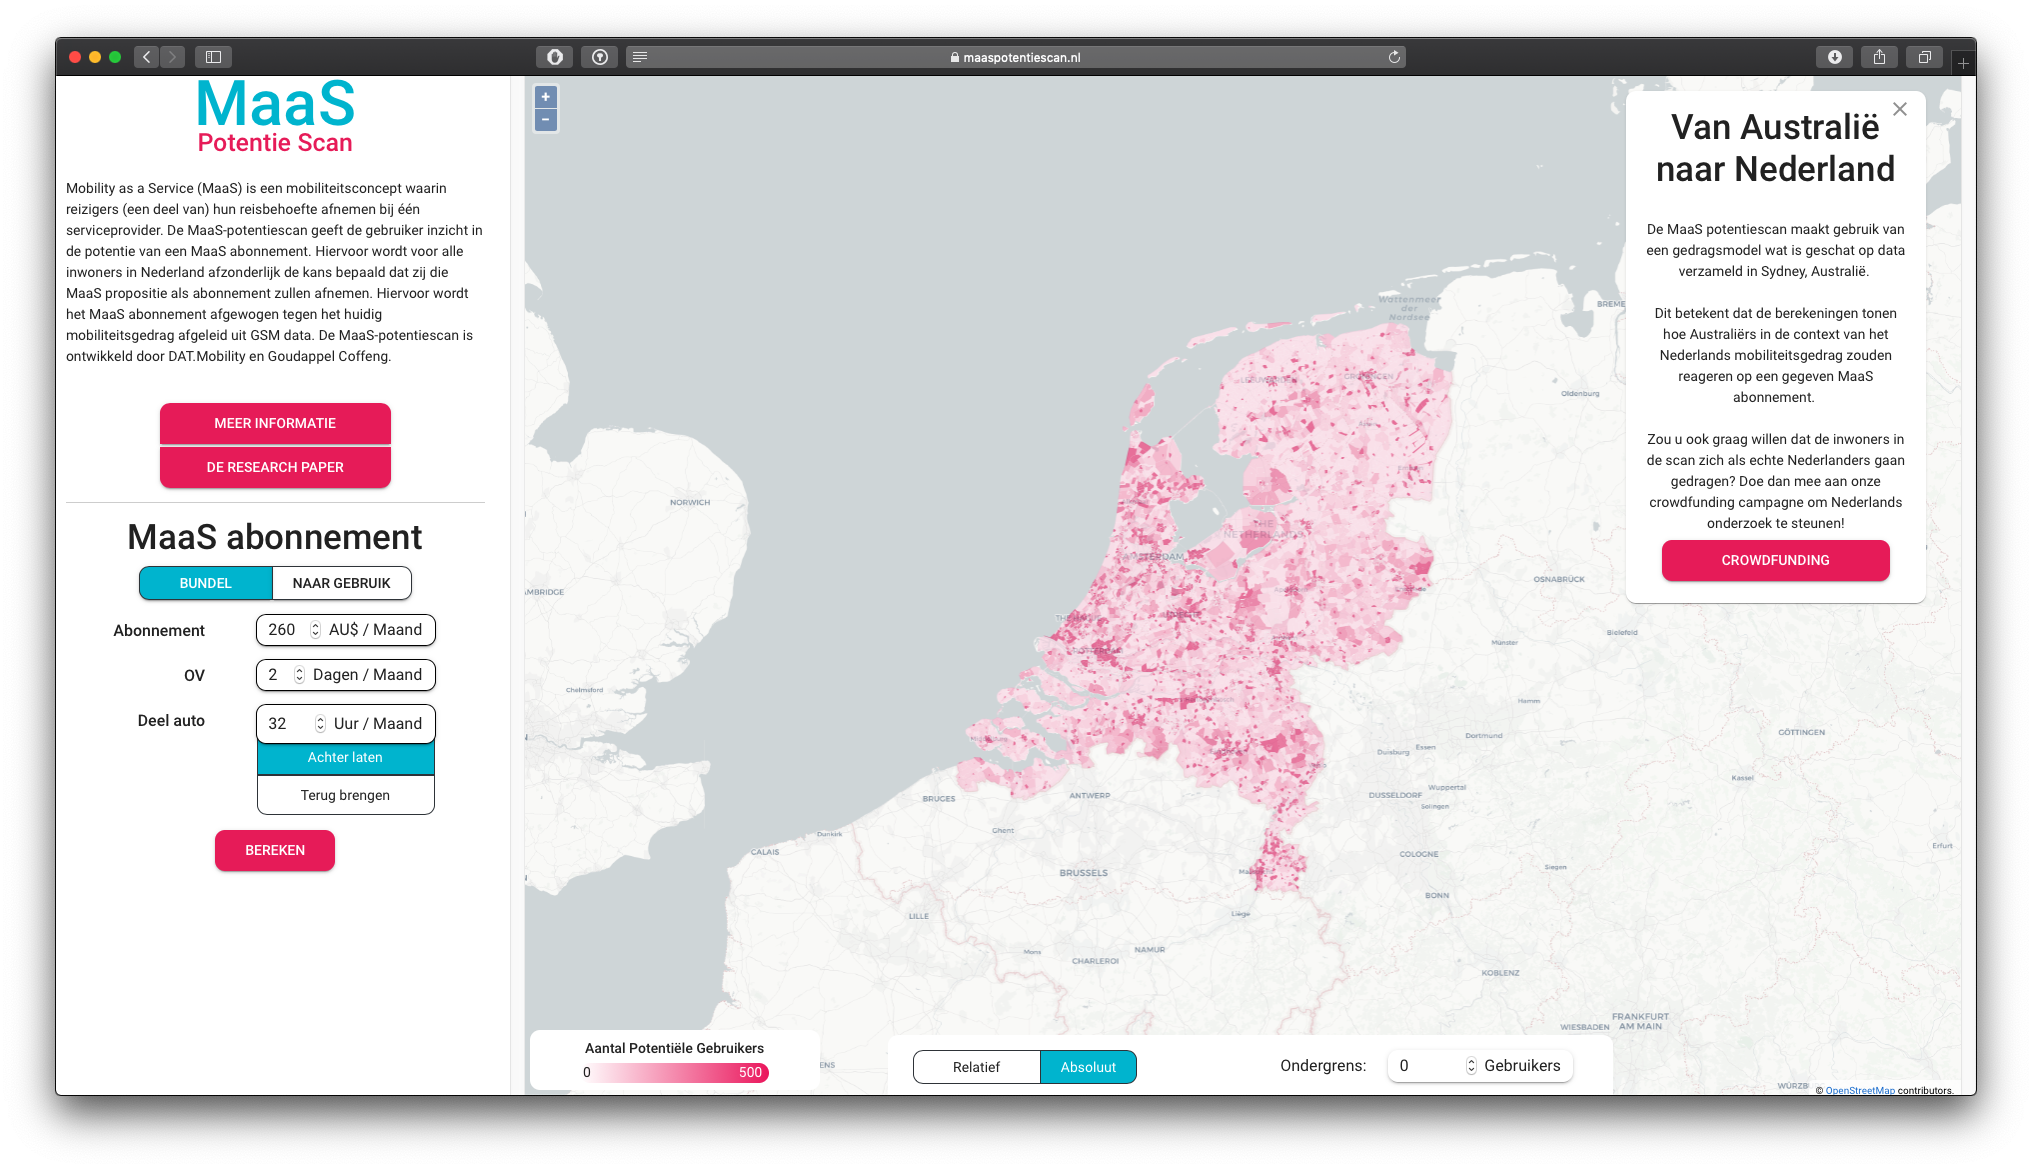 maaspotentiescan.nl
MaaS
Potentie Scan
Mobility as a Service (MaaS) is een mobiliteitsconcept waarin
reizigers (een deel van) hun reisbehoefte afnemen bij één
serviceprovider. De MaaS-potentiescan geeft de gebruiker inzicht in
de potentie van een MaaS abonnement. Hiervoor wordt voor alle
inwoners in Nederland afzonderlijk de kans bepaald dat zij die
MaaS propositie als abonnement zullen afnemen. Hiervoor wordt
het MaaS abonnement afgewogen tegen het huidig
mobiliteitsgedrag afgeleid uit GSM data. De MaaS-potentiescan is
ontwikkeld door DAT.Mobility en Goudappel Coffeng.
MEER INFORMATIE
DE RESEARCH PAPER
MaaS abonnement
BUNDEL NAAR GEBRUIK
Abonnement 260 AU$ / Maand
OV 2 Dagen / Maand
Deel auto 32 Uur / Maand
Achter laten
Terug brengen
BEREKEN
+
−
Van Australië
naar Nederland
De MaaS potentiescan maakt gebruik van
een gedragsmodel wat is geschat op data
verzameld in Sydney, Australië.
Dit betekent dat de berekeningen tonen
hoe Australiërs in de context van het
Nederlands mobiliteitsgedrag zouden
reageren op een gegeven MaaS
abonnement.
Zou u ook graag willen dat de inwoners in
de scan zich als echte Nederlanders gaan
gedragen? Doe dan mee aan onze
crowdfunding campagne om Nederlands
onderzoek te steunen!
CROWDFUNDING
Wattenmeer
der
Nordsee
BREME
Oldenburg
NORWICH
THE
NETHERLANDS
AMSTERDAM
OSNABRÜCK
AMBRIDGE
Münster
Bielefeld
Chelmsford
Hamm
GÖTTINGEN
Dortmund
Essen
Duisburg
Kassel
Wuppertal
DUSSELDORF
Solingen
BRUGES
ANTWERP
Ghent
Dunkirk
CALAIS
COLOGNE
Siegen
Erfurt
BRUSSELS
BONN
LILLE
Liège
NAMUR
Mons
CHARLEROI
KOBLENZ
FRANKFURT
AM MAIN
WIESBADEN
WÜRZB
ENS
Aantal Potentiële Gebruikers
0 500
Relatief Absoluut
Ondergrens: 0 Gebruikers
© OpenStreetMap contributors.